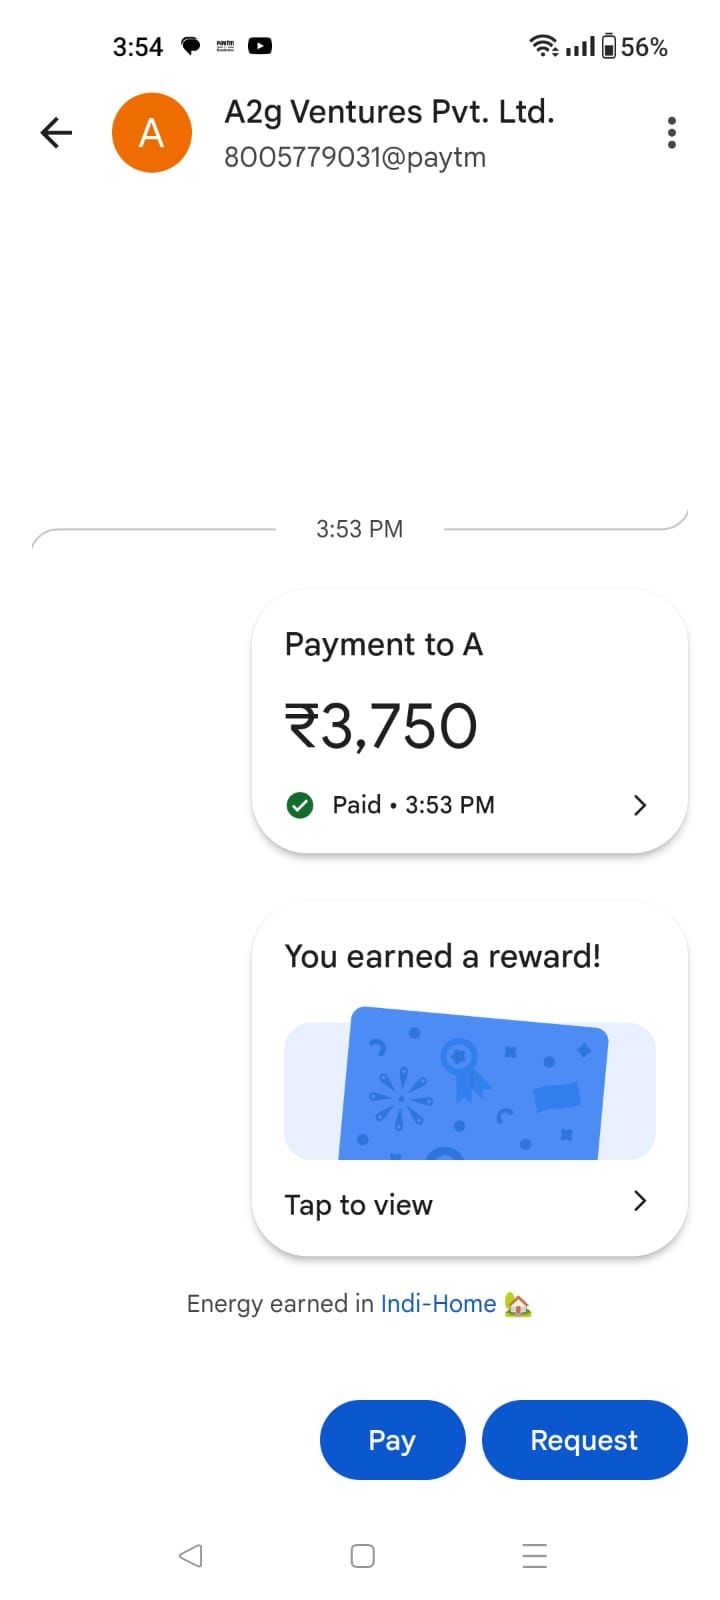 3:54
56%
A2g Ventures Pvt. Ltd.
A
8005779031@paytm
3:53 PM
Payment to A
₹3,750
Paid • 3:53 PM
You earned a reward!
Tap to view
Energy earned in Indi-Home
Pay
Request